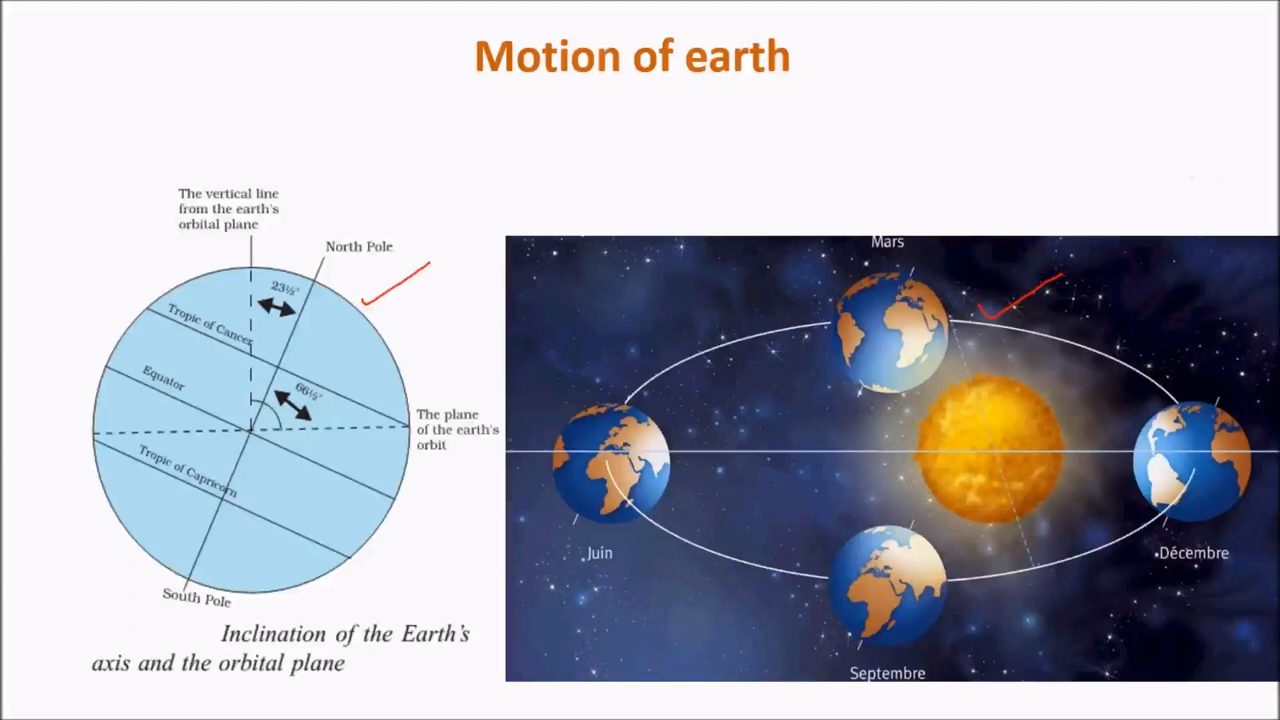 Motion of earth
The vertical line
from the earth's
orbital plane
North Pole
23½°
Tropic of Cancer
Equator
66½°
The plane
of the earth's
orbit
Tropic of Capricorn
South Pole
Inclination of the Earth's
axis and the orbital plane
Mars
Juin
Décembre
Septembre